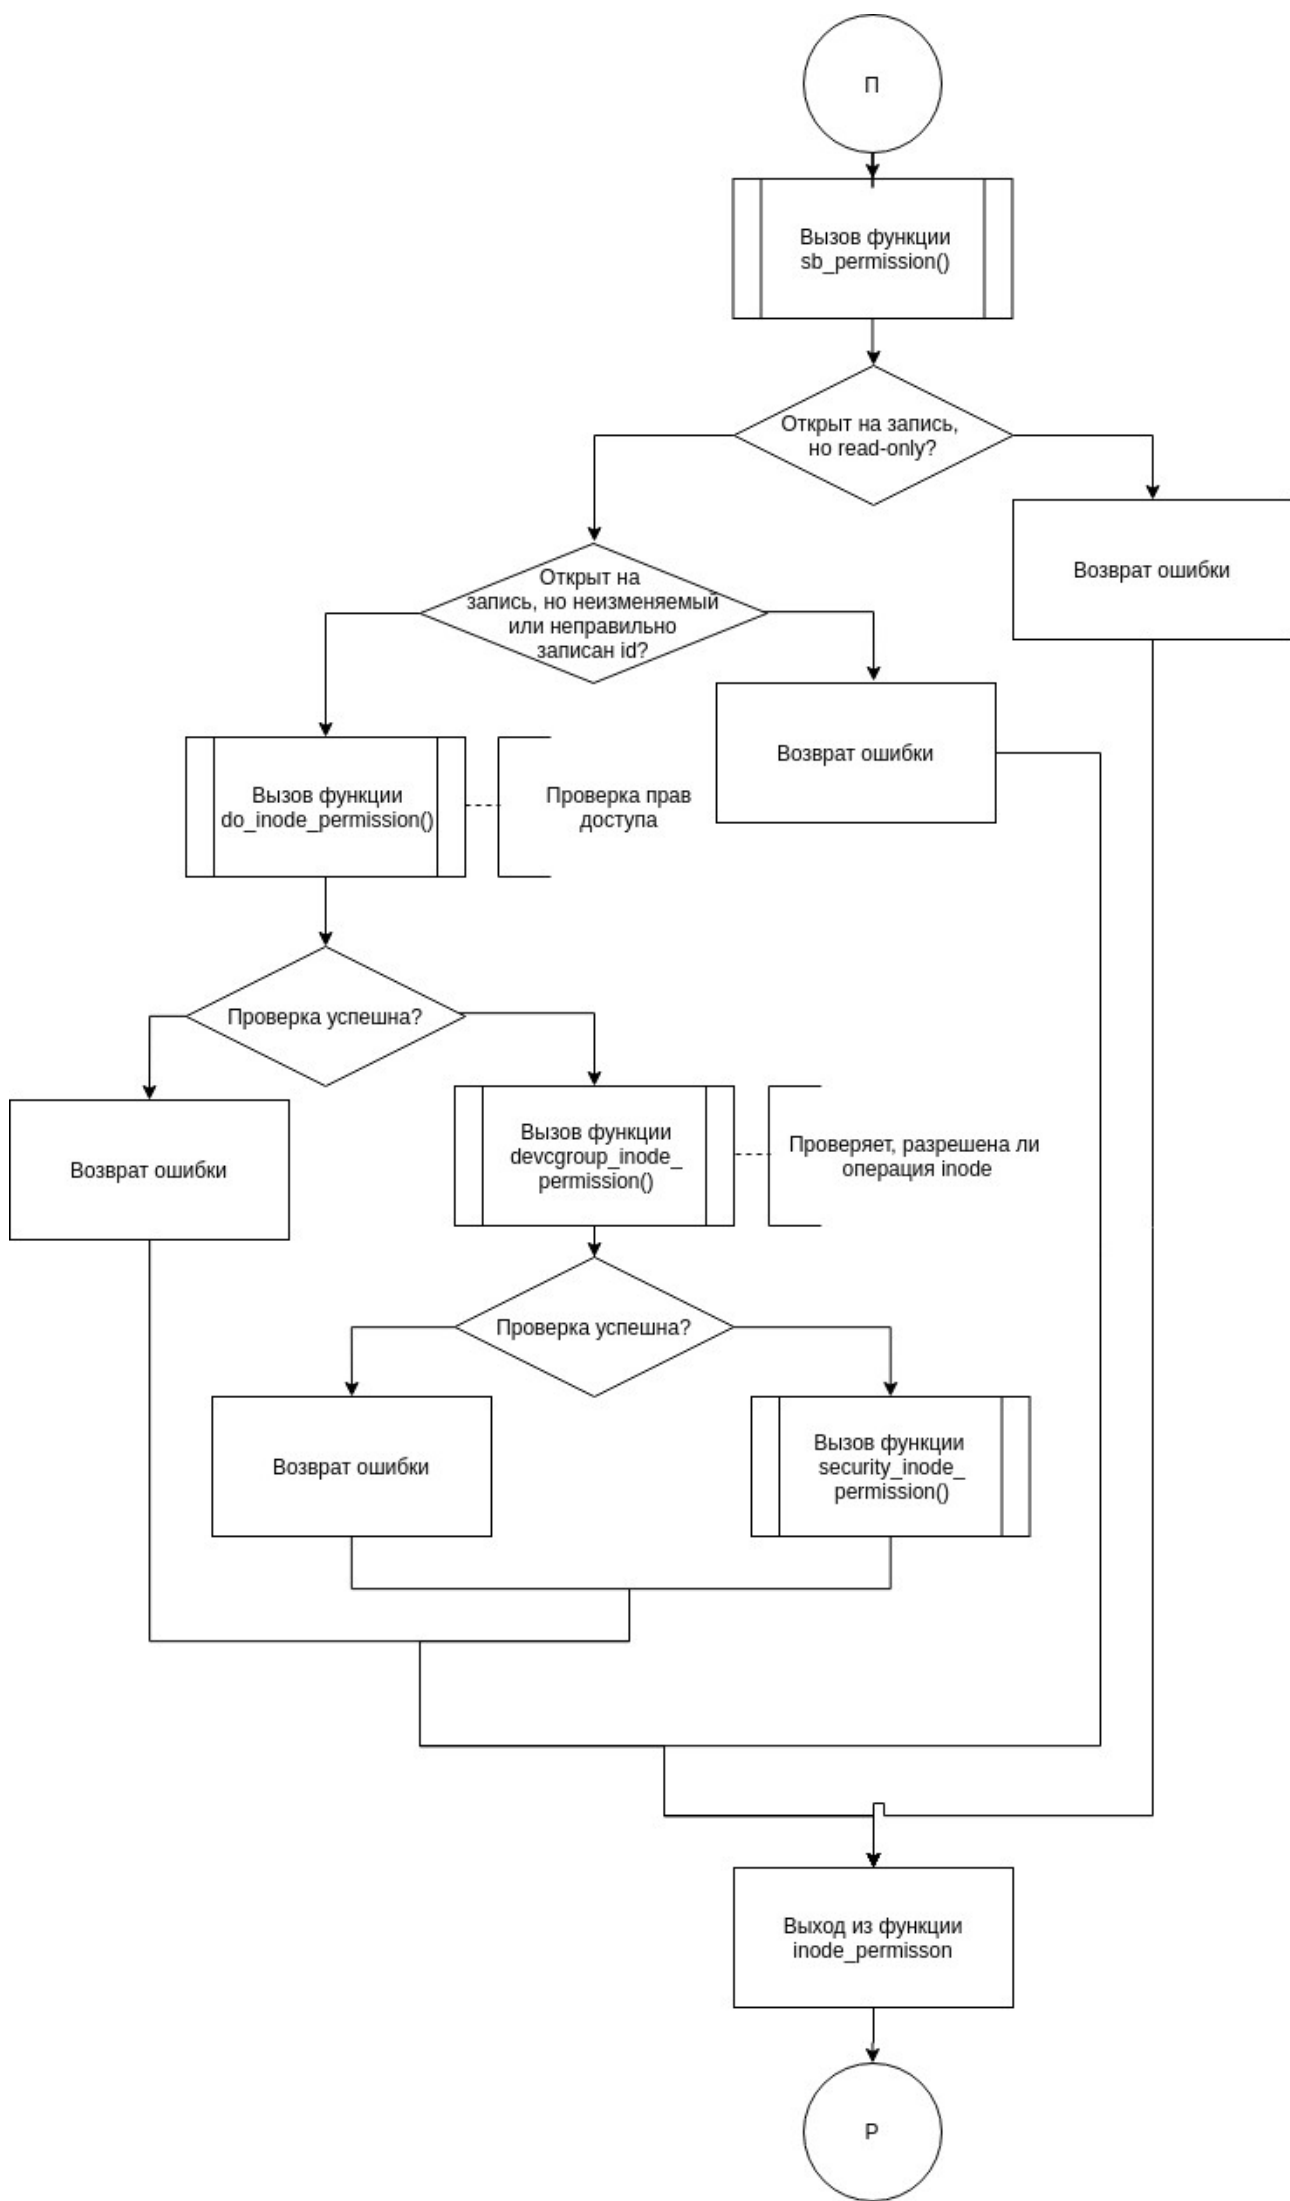 П
Вызов функции
sb_permission()
Открыт на запись,
но read-only?
Возврат ошибки
Открыт на
запись, но неизменяемый
или неправильно
записан id?
Возврат ошибки
Вызов функции
do_inode_permission()
Проверка прав
доступа
Проверка успешна?
Возврат ошибки
Вызов функции
devcgroup_inode_
permission()
Проверяет, разрешена ли
операция inode
Проверка успешна?
Возврат ошибки
Вызов функции
security_inode_
permission()
Выход из функции
inode_permisson
Р